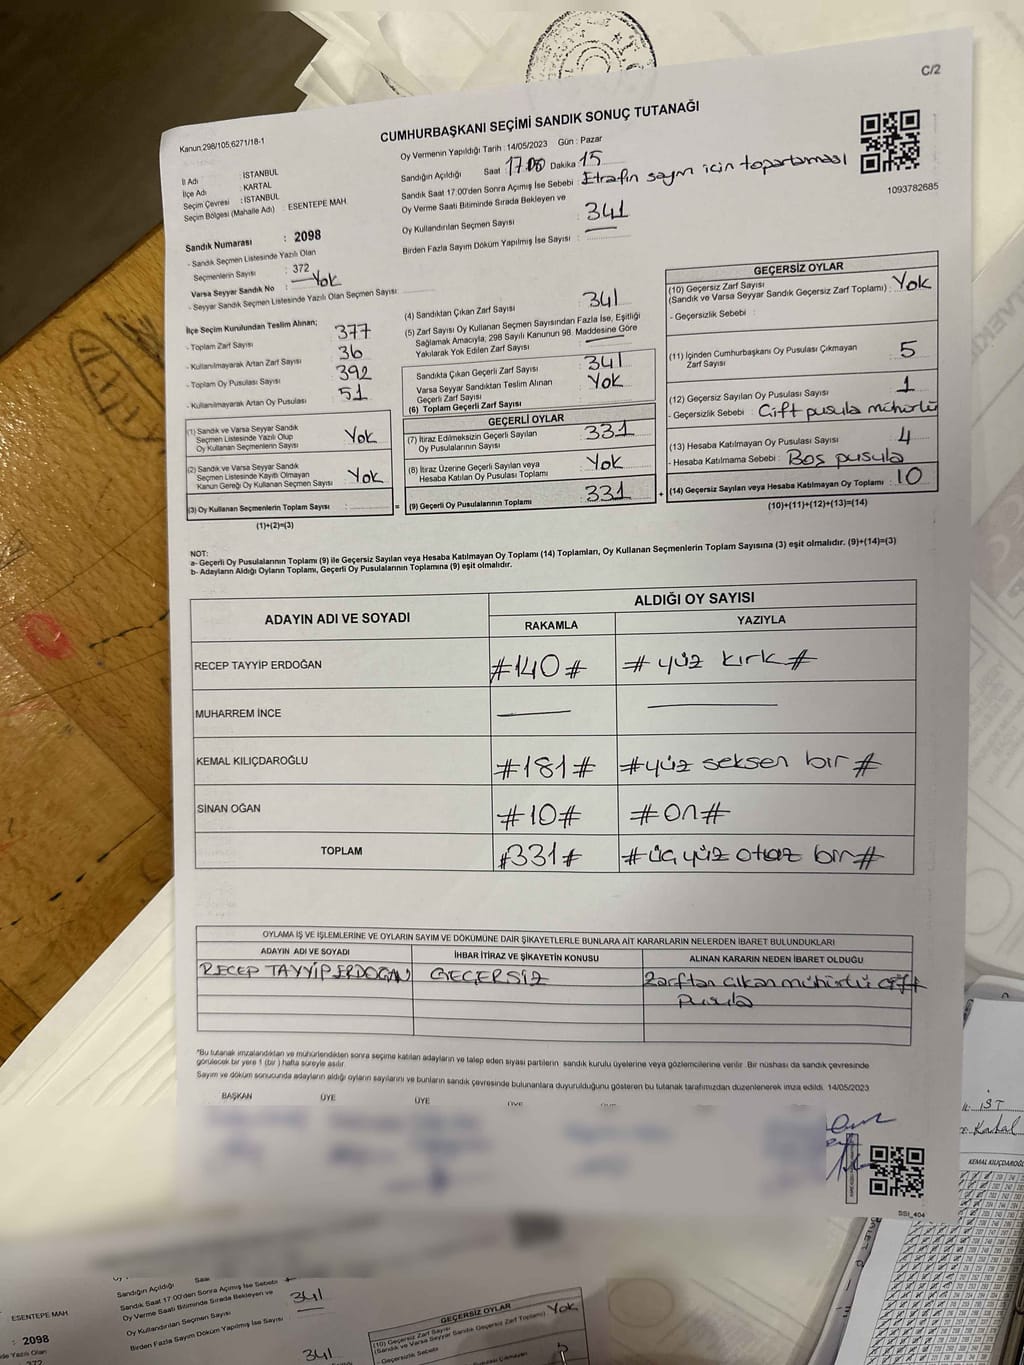 C/2
Kanun:298/105,6271/18-1
CUMHURBAŞKANI SEÇİMİ SANDIK SONUÇ TUTANAĞI
Oy Vermenin Yapıldığı Tarih : 14/05/2023 Gün : Pazar
İl Adı : İSTANBUL
İlçe Adı : KARTAL
Seçim Çevresi : İSTANBUL
Seçim Bölgesi (Mahalle Adı) : ESENTEPE MAH.
Sandığın Açıldığı Saat 17.00 Dakika 15
Sandık Saat 17:00'den Sonra Açımış İse Sebebi : Etrafın sayım için toparlaması
Oy Verme Saati Bitiminde Sırada Bekleyen ve
Oy Kullandırılan Seçmen Sayısı : 341
Birden Fazla Sayım Döküm Yapılmış İse Sayısı :
1093782685
Sandık Numarası : 2098
- Sandık Seçmen Listesinde Yazılı Olan
Seçmenlerin Sayısı : 372
Varsa Seyyar Sandık No : Yok
- Seyyar Sandık Seçmen Listesinde Yazılı Olan Seçmen Sayısı:
İlçe Seçim Kurulundan Teslim Alınan;
- Toplam Zarf Sayısı 377
- Kullanılmayarak Artan Zarf Sayısı 36
- Toplam Oy Pusulası Sayısı 392
- Kullanılmayarak Artan Oy Pusulası 51
(1) Sandık ve Varsa Seyyar Sandık
Seçmen Listesinde Yazılı Olup
Oy Kullanan Seçmenlerin Sayısı Yok
(2) Sandık ve Varsa Seyyar Sandık
Seçmen Listesinde Kayıtlı Olmayan
Kanun Gereği Oy Kullanan Seçmen Sayısı Yok
(3) Oy Kullanan Seçmenlerin Toplam Sayısı :
(1)+(2)=(3)
(4) Sandıktan Çıkan Zarf Sayısı 341
(5) Zarf Sayısı Oy Kullanan Seçmen Sayısından Fazla İse, Eşitliği
Sağlamak Amacıyla, 298 Sayılı Kanunun 98. Maddesine Göre
Yakılarak Yok Edilen Zarf Sayısı
Sandıkta Çıkan Geçerli Zarf Sayısı 341
Varsa Seyyar Sandıktan Teslim Alınan
Geçerli Zarf Sayısı Yok
(6) Toplam Geçerli Zarf Sayısı :
GEÇERLİ OYLAR
(7) İtiraz Edilmeksizin Geçerli Sayılan
Oy Pusulalarının Sayısı 331
(8) İtiraz Üzerine Geçerli Sayılan veya
Hesaba Katılan Oy Pusulası Toplamı Yok
= (9) Geçerli Oy Pusulalarının Toplamı 331
GEÇERSİZ OYLAR
(10) Geçersiz Zarf Sayısı
(Sandık ve Varsa Seyyar Sandık Geçersiz Zarf Toplamı) : Yok
- Geçersizlik Sebebi :
(11) İçinden Cumhurbaşkanı Oy Pusulası Çıkmayan
Zarf Sayısı 5
(12) Geçersiz Sayılan Oy Pusulası Sayısı 1
- Geçersizlik Sebebi : Çift pusula mühürlü
(13) Hesaba Katılmayan Oy Pusulası Sayısı 4
- Hesaba Katılmama Sebebi : Boş pusula
+ (14) Geçersiz Sayılan veya Hesaba Katılmayan Oy Toplamı : 10
(10)+(11)+(12)+(13)=(14)
NOT:
a- Geçerli Oy Pusulalarının Toplamı (9) ile Geçersiz Sayılan veya Hesaba Katılmayan Oy Toplamı (14) Toplamları, Oy Kullanan Seçmenlerin Toplam Sayısına (3) eşit olmalıdır. (9)+(14)=(3)
b- Adayların Aldığı Oyların Toplamı, Geçerli Oy Pusulalarının Toplamına (9) eşit olmalıdır.
ADAYIN ADI VE SOYADI
ALDIĞI OY SAYISI
RAKAMLA YAZIYLA
RECEP TAYYİP ERDOĞAN #140# #yüz kırk#
MUHARREM İNCE
KEMAL KILIÇDAROĞLU #181# #yüz seksen bir#
SİNAN OĞAN #10# #on#
TOPLAM #331# #üç yüz otuz bir#
OYLAMA İŞ VE İŞLEMLERİNE VE OYLARIN SAYIM VE DÖKÜMÜNE DAİR ŞİKAYETLERLE BUNLARA AİT KARARLARIN NELERDEN İBARET BULUNDUKLARI
ADAYIN ADI VE SOYADI İHBAR İTİRAZ VE ŞİKAYETİN KONUSU ALINAN KARARIN NEDEN İBARET OLDUĞU
RECEP TAYYİP ERDOĞAN GEÇERSİZ Zarftan çıkan mühürlü çift
pusula
"Bu tutanak imzalandıktan ve mühürlendikten sonra seçime katılan adayların ve talep eden siyasi partilerin sandık kurulu üyelerine veya gözlemcilerine verilir. Bir nüshası da sandık çevresinde
görülecek bir yere 1 (bir) hafta süreyle asılır.
Sayım ve döküm sonucunda adayların aldığı oyların sayılarını ve bunların sandık çevresinde bulunanlara duyurulduğunu gösteren bu tutanak tarafımızdan düzenlenerek imza edildi. 14/05/2023
BAŞKAN ÜYE ÜYE
SSI_404
İST
Kartal
KEMAL KILIÇDAROĞLU
Sandığın Açıldığı
Sandık Saat 17:00'den Sonra Açımış İse Sebebi
Oy Verme Saati Bitiminde Sırada Bekleyen ve
Oy Kullandırılan Seçmen Sayısı 341
Birden Fazla Sayım Döküm Yapılmış İse Sayısı :
ESENTEPE MAH
: 2098
372
341
GEÇERSİZ OYLAR
(10) Geçersiz Zarf Sayısı Yok
(Sandık ve Varsa Seyyar Sandık Geçersiz Zarf Toplamı)
- Geçersizlik Sebebi